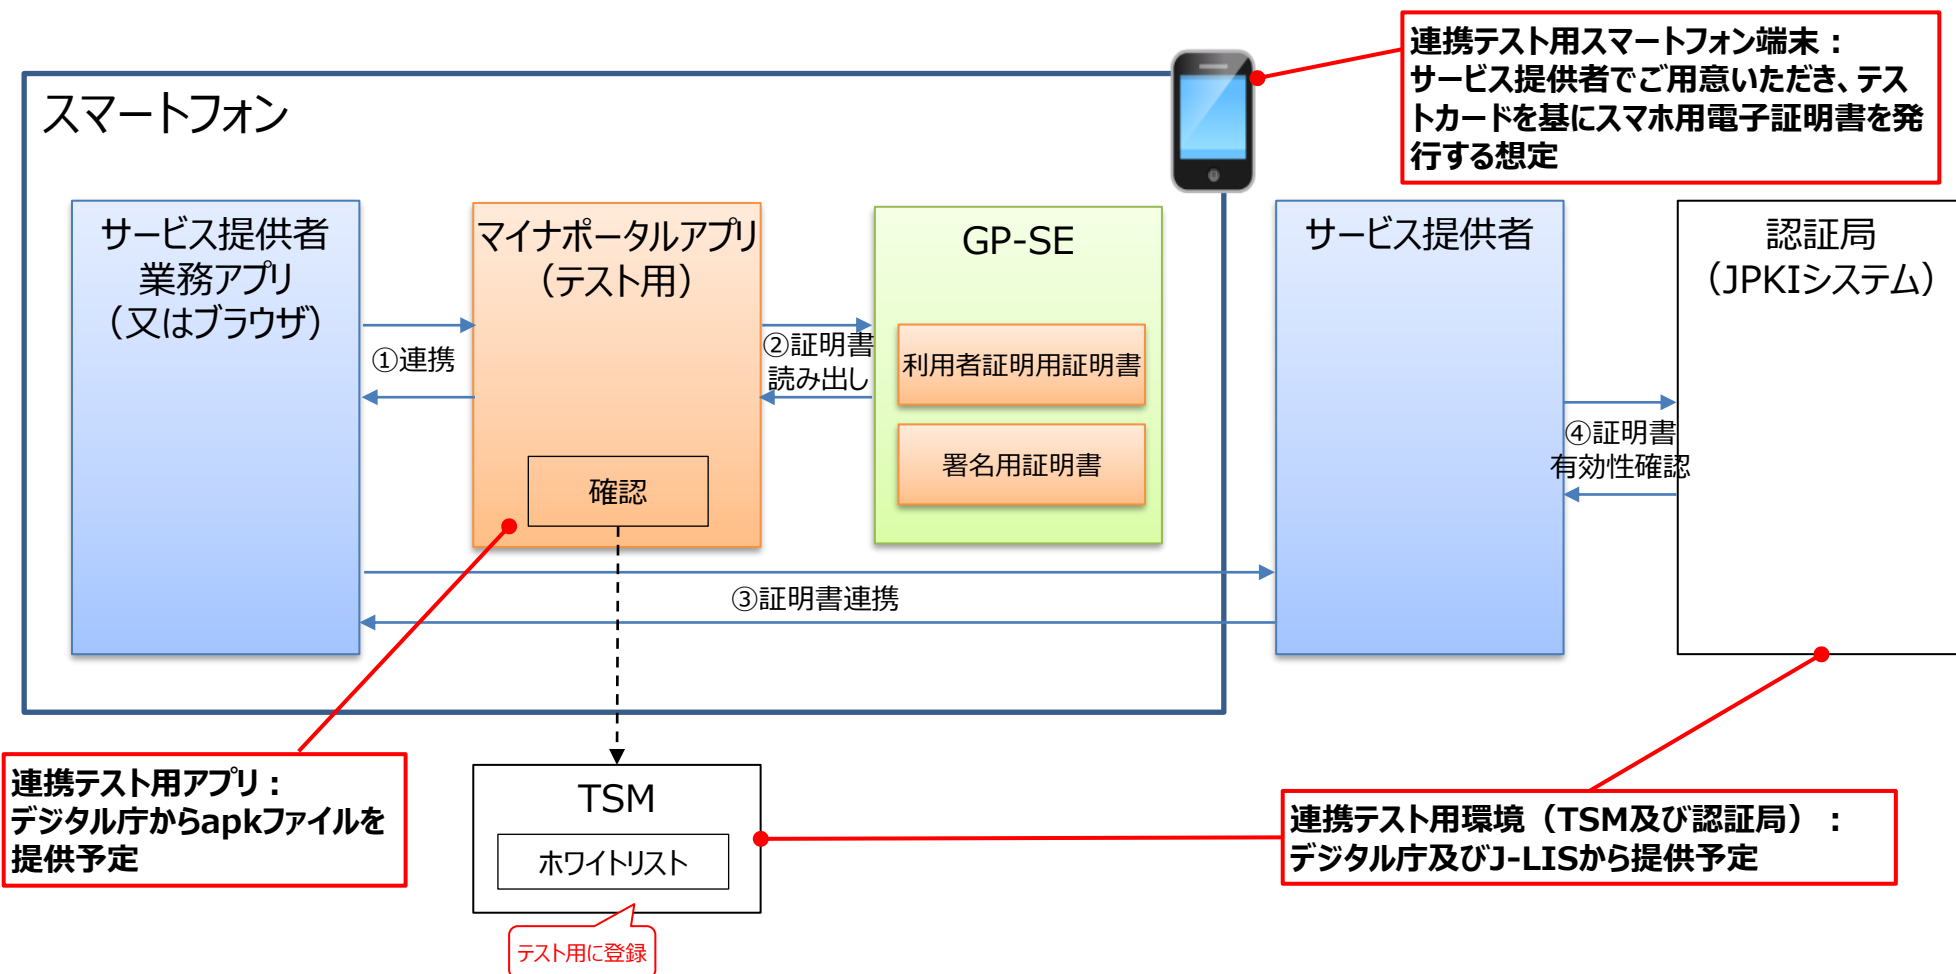 連携テスト用スマートフォン端末：
サービス提供者でご用意いただき、テス
トカードを基にスマホ用電子証明書を発
行する想定
スマートフォン
サービス提供者
業務アプリ
（又はブラウザ）
マイナポータルアプリ
（テスト用）
GP-SE
サービス提供者
認証局
（JPKIシステム）
①連携
②証明書
読み出し
利用者証明用証明書
署名用証明書
④証明書
有効性確認
確認
③証明書連携
連携テスト用アプリ：
デジタル庁からapkファイルを
提供予定
TSM
ホワイトリスト
テスト用に登録
連携テスト用環境（TSM及び認証局）：
デジタル庁及びJ-LISから提供予定